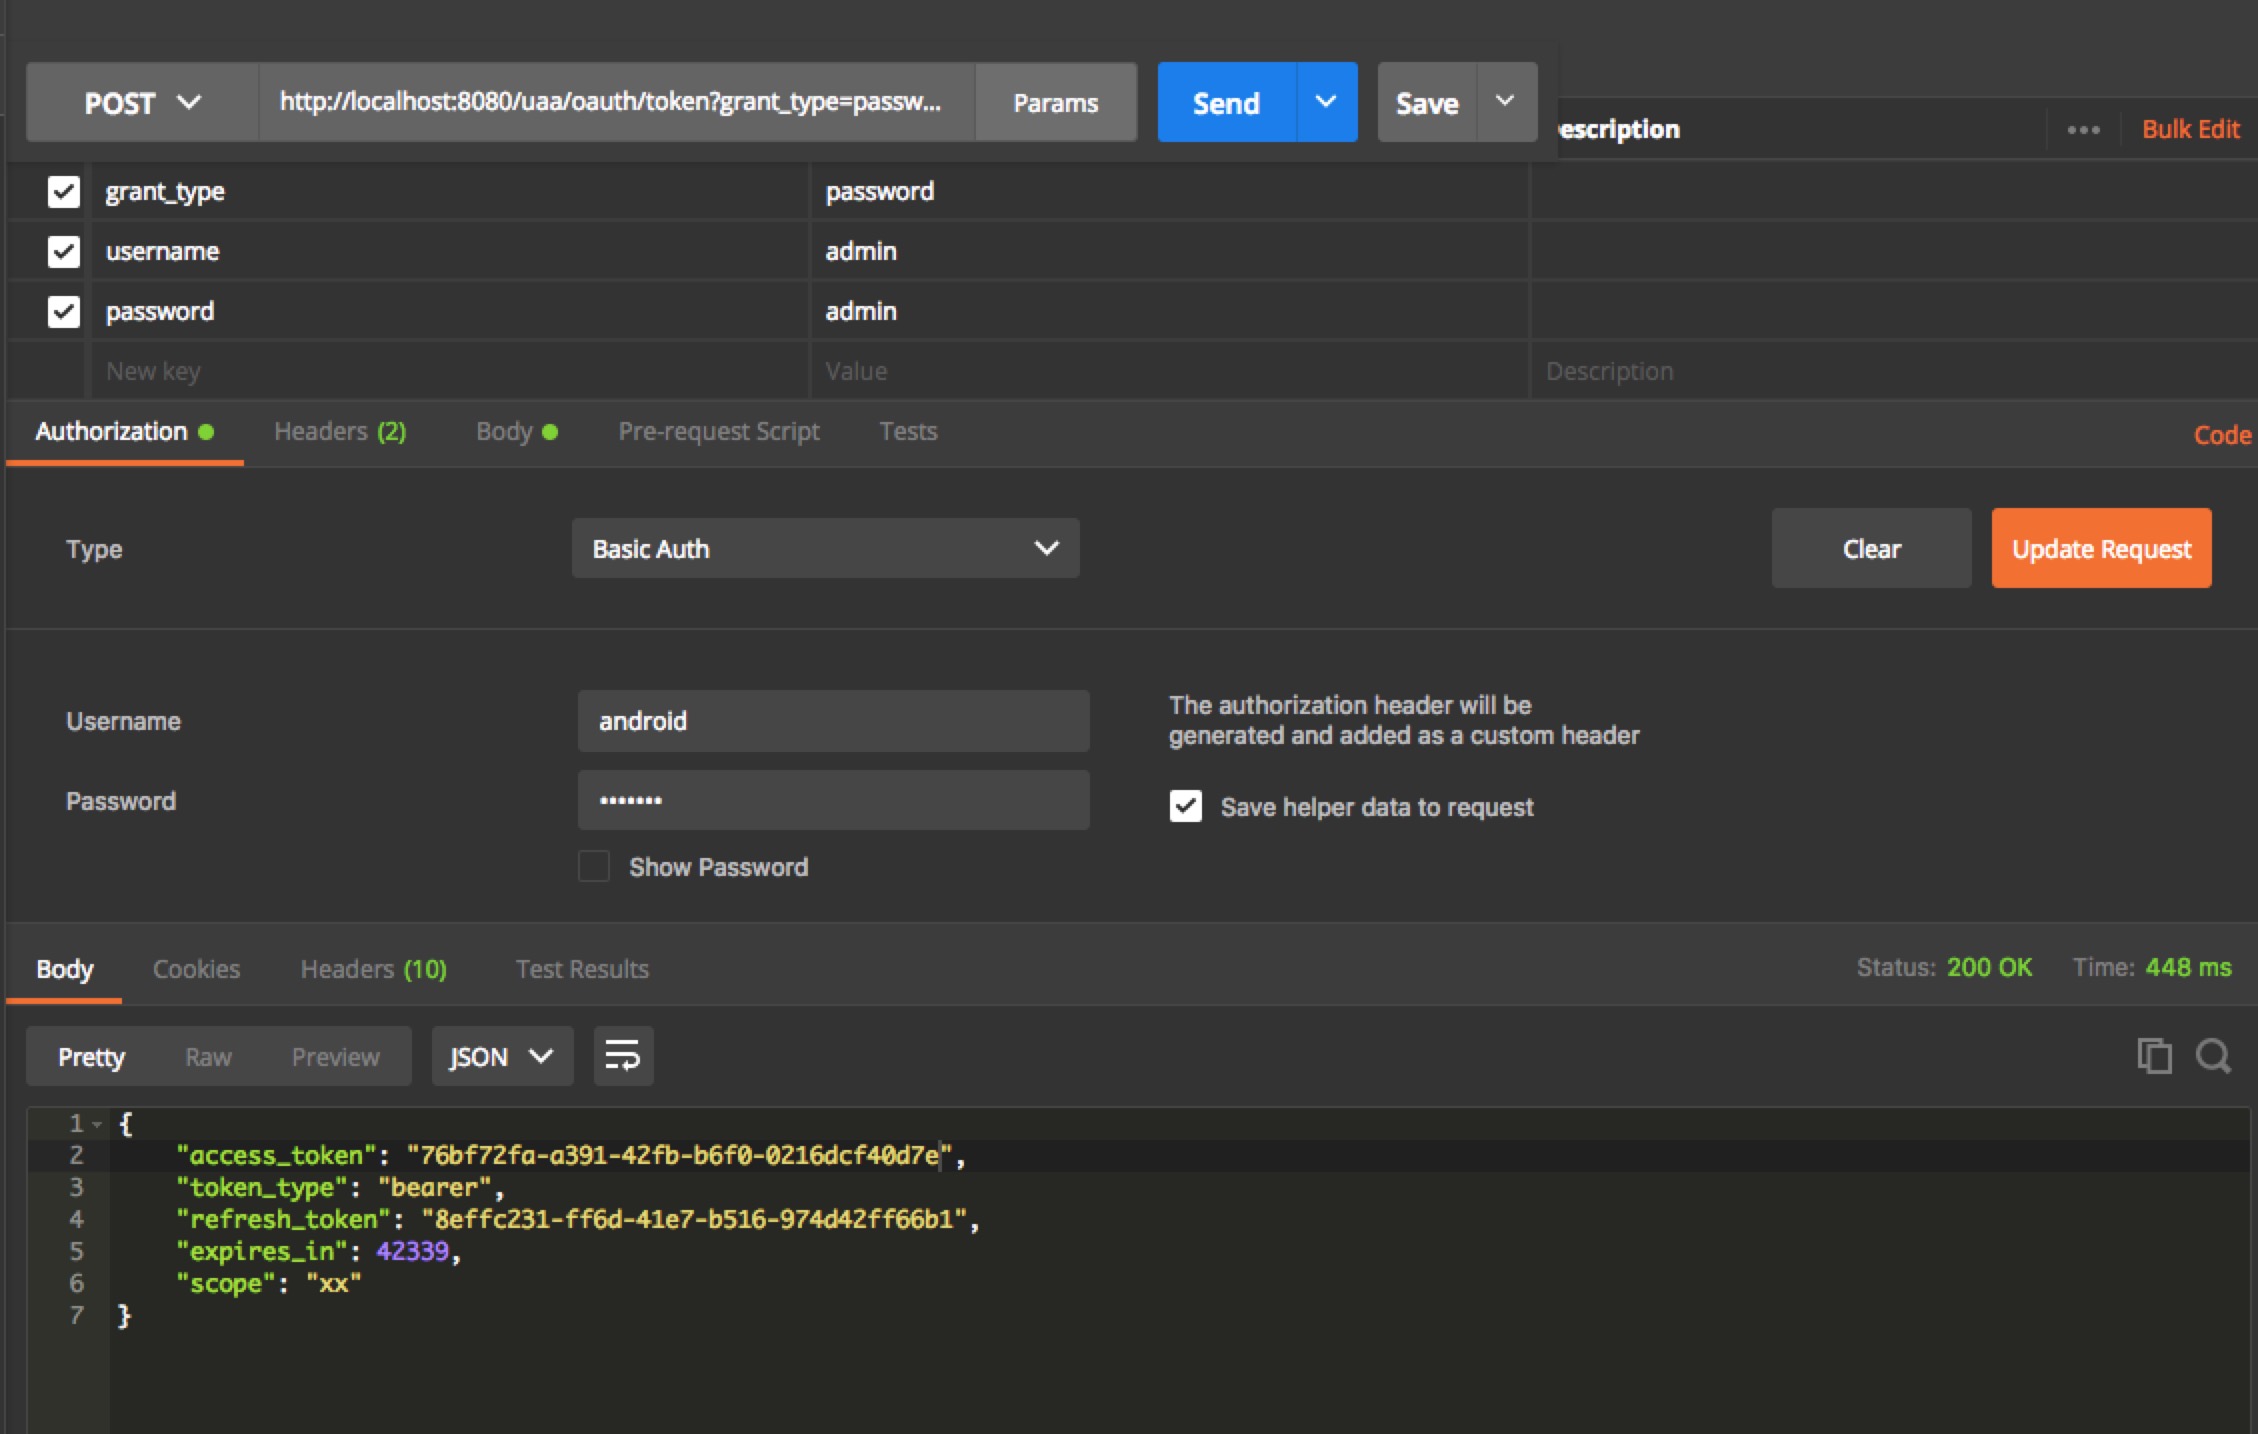 POST http://localhost:8080/uaa/oauth/token?grant_type=passw... Params Send Save
escription ••• Bulk Edit
grant_type password
username admin
password admin
New key Value Description
Authorization Headers (2) Body Pre-request Script Tests Code
Type Basic Auth Clear Update Request
Username android
The authorization header will be
generated and added as a custom header
Password •••••••
Save helper data to request
Show Password
Body Cookies Headers (10) Test Results Status: 200 OK Time: 448 ms
Pretty Raw Preview JSON
1 {
2 "access_token": "76bf72fa-a391-42fb-b6f0-0216dcf40d7e",
3 "token_type": "bearer",
4 "refresh_token": "8effc231-ff6d-41e7-b516-974d42ff66b1",
5 "expires_in": 42339,
6 "scope": "xx"
7 }